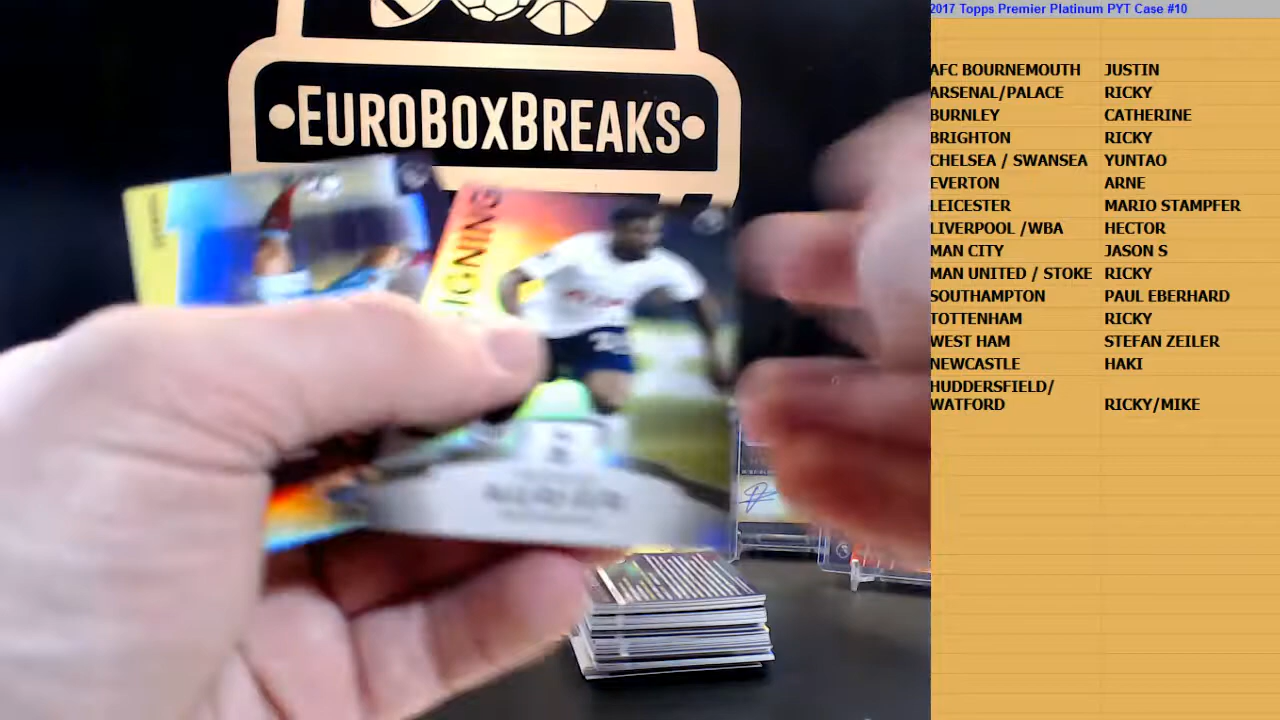 2017 Topps Premier Platinum PYT Case #10
EUROBOXBREAKS
AFC BOURNEMOUTH JUSTIN
ARSENAL/PALACE RICKY
BURNLEY CATHERINE
BRIGHTON RICKY
CHELSEA / SWANSEA YUNTAO
EVERTON ARNE
LEICESTER MARIO STAMPFER
LIVERPOOL /WBA HECTOR
MAN CITY JASON S
MAN UNITED / STOKE RICKY
SOUTHAMPTON PAUL EBERHARD
TOTTENHAM RICKY
WEST HAM STEFAN ZEILER
NEWCASTLE HAKI
HUDDERSFIELD/
WATFORD RICKY/MIKE